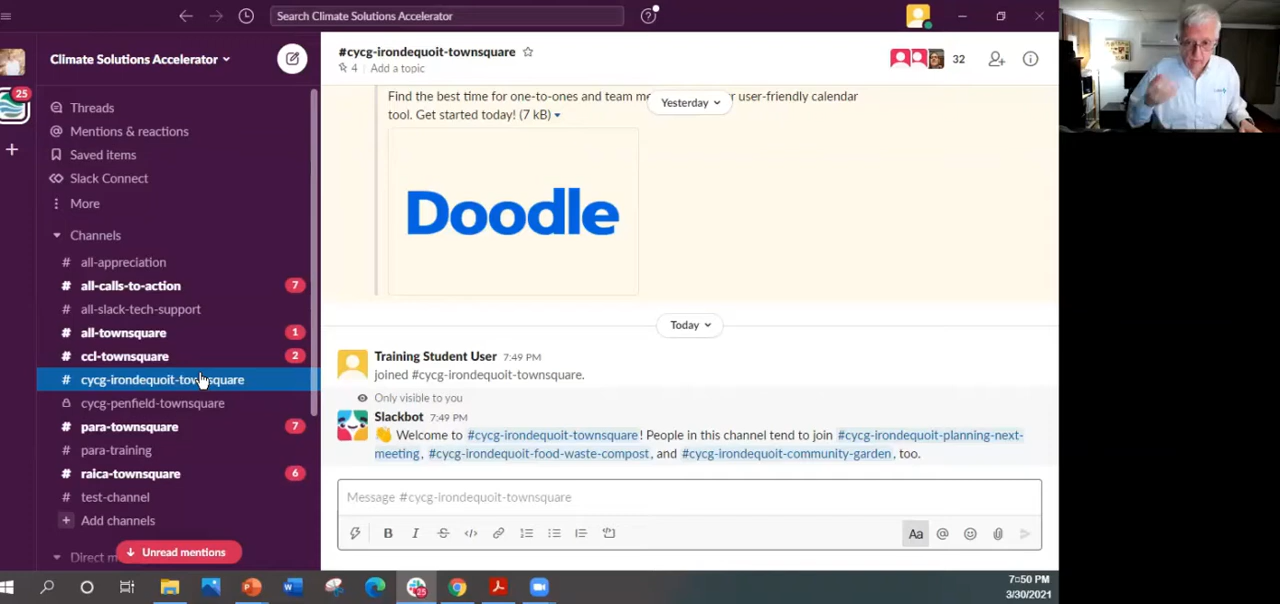 Search Climate Solutions Accelerator
Climate Solutions Accelerator
25
Threads
Mentions & reactions
Saved items
Slack Connect
More
Channels
# all-appreciation
# all-calls-to-action 7
# all-slack-tech-support
# all-townsquare 1
# ccl-townsquare 2
# cycg-irondequoit-townsquare
cycg-penfield-townsquare
# para-townsquare 7
# para-training
# raica-townsquare 6
# test-channel
+ Add channels
Direct
Unread mentions
#cycg-irondequoit-townsquare
4 Add a topic
32
Find the best time for one-to-ones and team user-friendly calendar
tool. Get started today! (7 kB)
Yesterday
Doodle
Today
Training Student User 7:49 PM
joined #cycg-irondequoit-townsquare.
Only visible to you
Slackbot 7:49 PM
👋 Welcome to #cycg-irondequoit-townsquare! People in this channel tend to join #cycg-irondequoit-planning-next-
meeting, #cycg-irondequoit-food-waste-compost, and #cycg-irondequoit-community-garden, too.
Message #cycg-irondequoit-townsquare
B I S </> Aa @
25
7:50 PM
3/30/2021